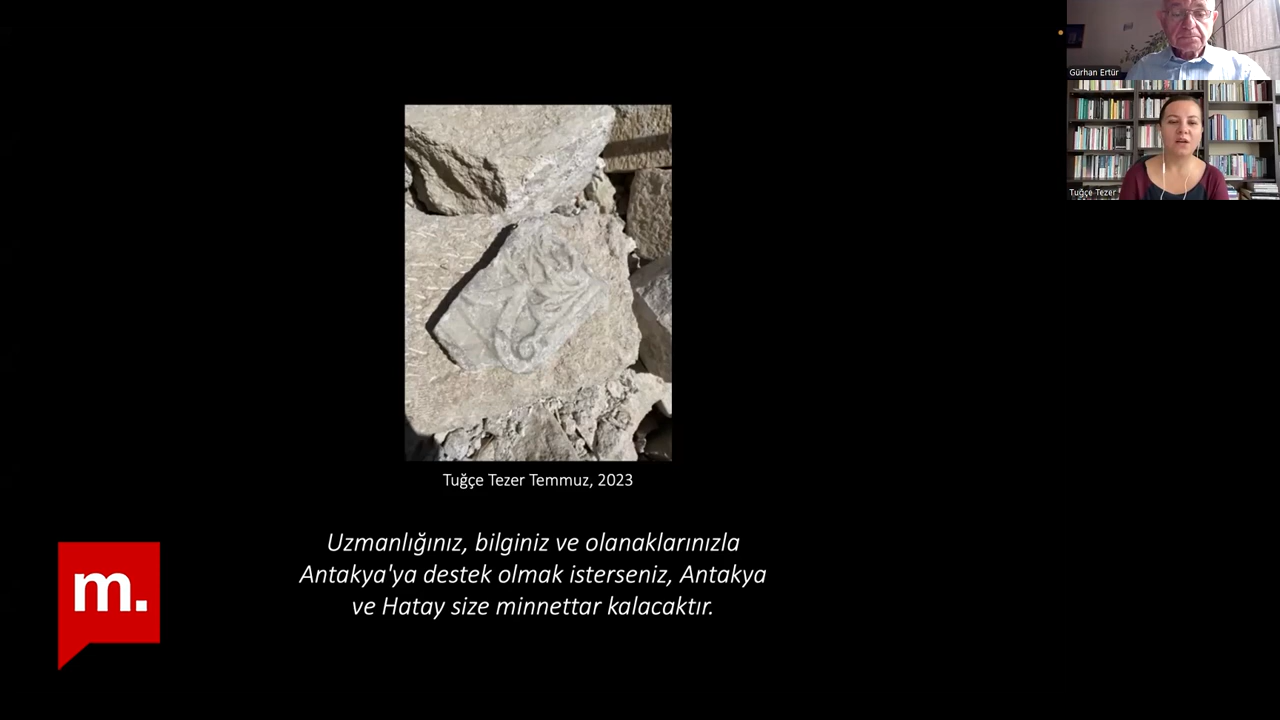 Gürhan Ertür
Tuğçe Tezer
Tuğçe Tezer Temmuz, 2023
Uzmanlığınız, bilginiz ve olanaklarınızla
Antakya'ya destek olmak isterseniz, Antakya
ve Hatay size minnettar kalacaktır.
m.